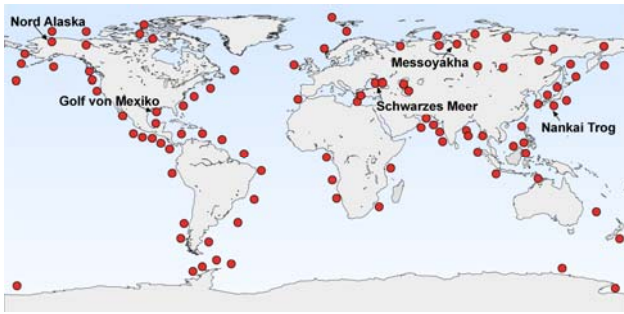 Nord Alaska
Messoyakha
Golf von Mexiko
Schwarzes Meer
Nankai Trog